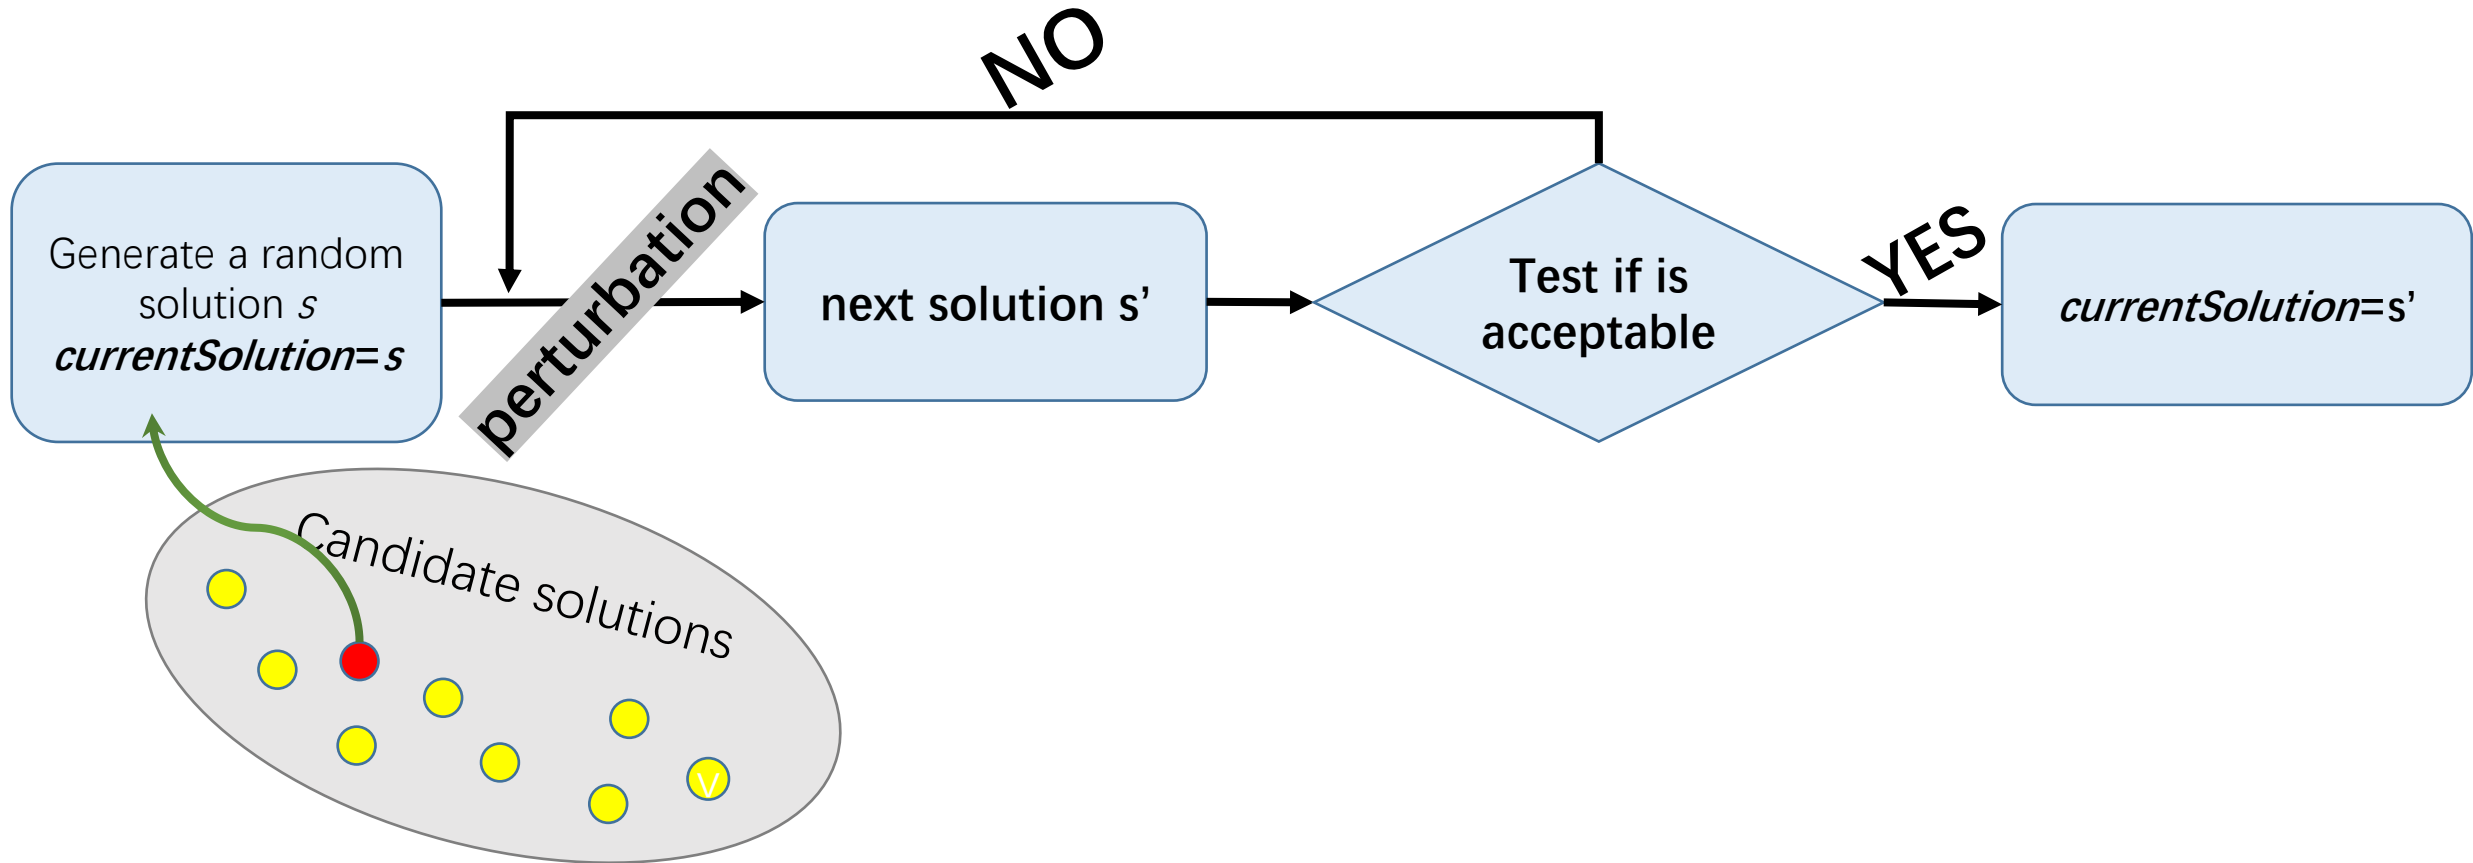 NO
Generate a random
solution s
currentSolution=s
perturbation
next solution s’
Test if is
acceptable
YES
currentSolution=s’
Candidate solutions
V